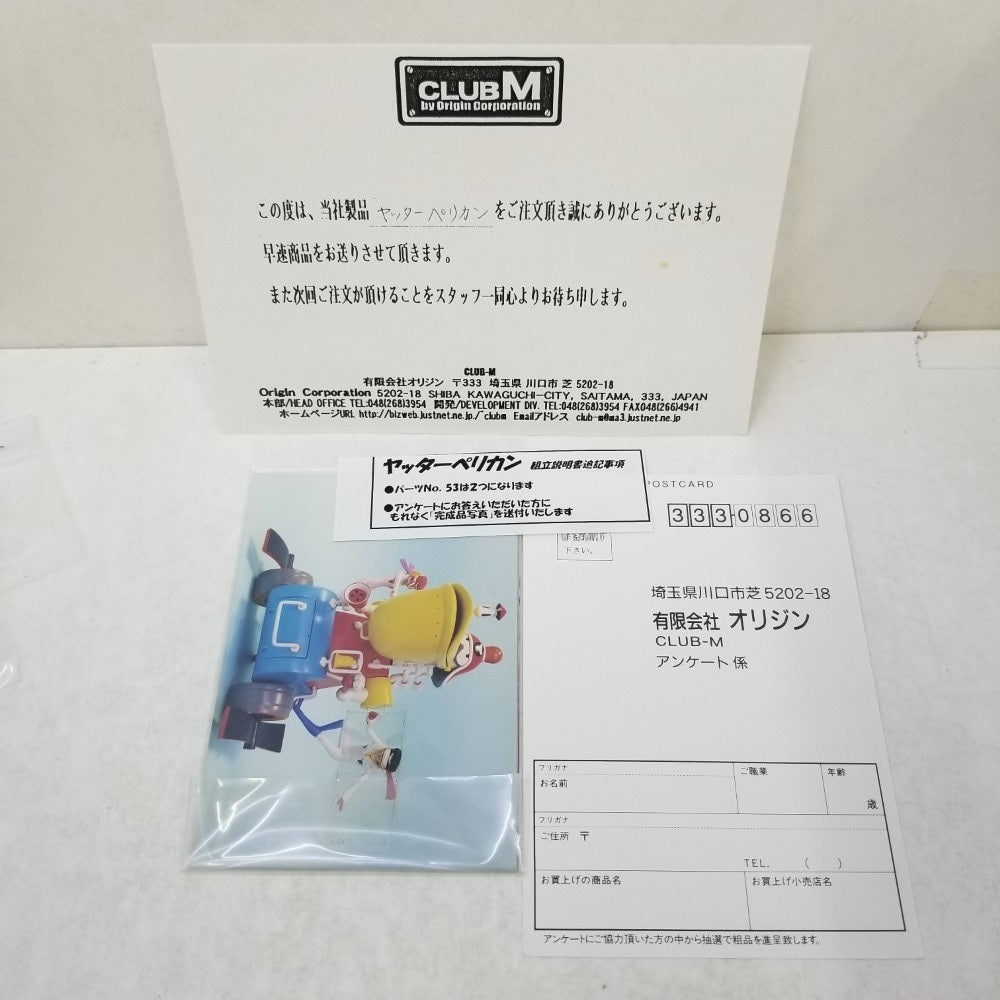 CLUB M
by Origin Corporation
この度は、当社製品 ヤッターペリカン をご注文頂き誠にありがとうございます。
早速商品をお送りさせて頂きます。
また次回ご注文が頂けることをスタッフ一同心よりお待ち申します。
CLUB-M
有限会社オリジン 〒333 埼玉県 川口市 芝 5202-18
Origin Corporation 5202-18 SHIBA KAWAGUCHI-CITY, SAITAMA, 333, JAPAN
本部/HEAD OFFICE TEL:048(268)3954 開発/DEVELOPMENT DIV. TEL:048(268)3954 FAX048(266)4941
ホームページURL http://bizweb.justnet.ne.jp/~clubm Emailアドレス club-m@ma3.justnet.ne.jp
ヤッターペリカン 組立説明書追記事項
●パーツNo. 53は2つになります
●アンケートにお答えいただいた方に
もれなく「完成品写真」を送付いたします
POSTCARD
333-0866
下さい。
埼玉県川口市芝5202-18
有限会社 オリジン
CLUB-M
アンケート係
フリガナ
お名前
ご職業
年齢
歳
フリガナ
ご住所 〒
TEL. ( )
お買上げの商品名
お買上げ小売店名
アンケートにご協力頂いた方の中から抽選で粗品を進呈致します。